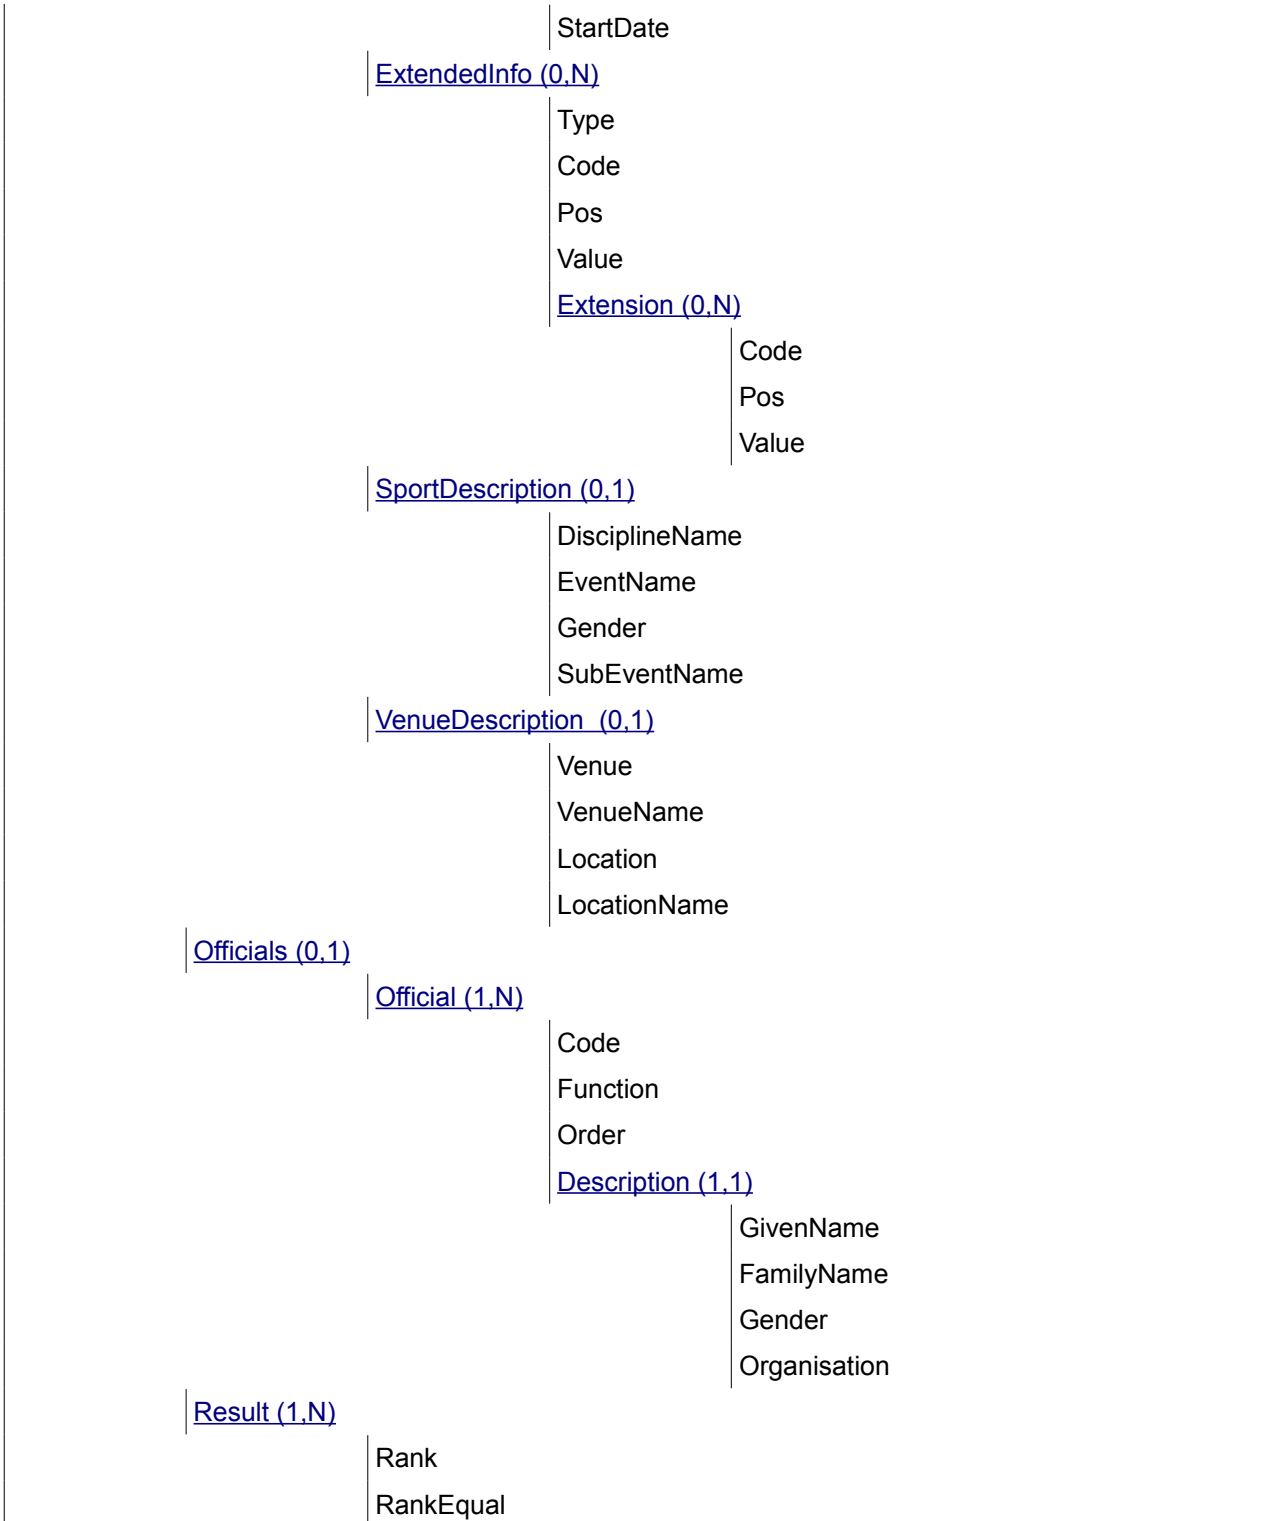 StartDate
ExtendedInfo (0,N)
Type
Code
Pos
Value
Extension (0,N)
Code
Pos
Value
SportDescription (0,1)
DisciplineName
EventName
Gender
SubEventName
VenueDescription  (0,1)
Venue
VenueName
Location
LocationName
Officials (0,1)
Official (1,N)
Code
Function
Order
Description (1,1)
GivenName
FamilyName
Gender
Organisation
Result (1,N)
Rank
RankEqual